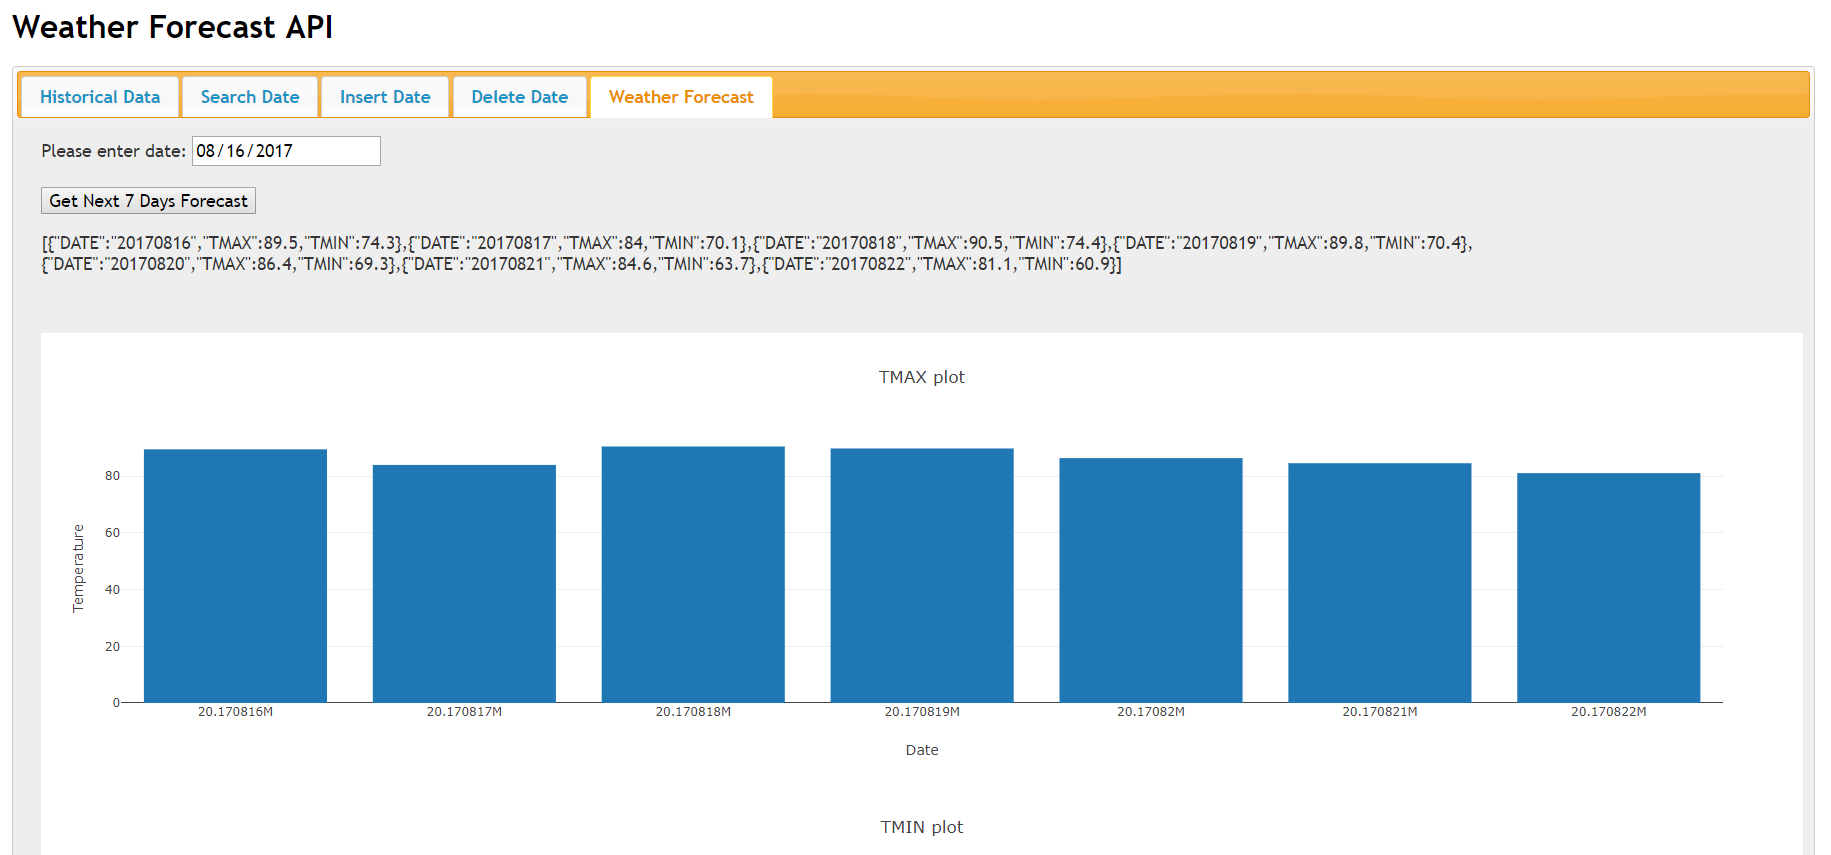 Weather Forecast API
Historical Data Search Date Insert Date Delete Date Weather Forecast
Please enter date: 08/16/2017
Get Next 7 Days Forecast
[{"DATE":"20170816","TMAX":89.5,"TMIN":74.3},{"DATE":"20170817","TMAX":84,"TMIN":70.1},{"DATE":"20170818","TMAX":90.5,"TMIN":74.4},{"DATE":"20170819","TMAX":89.8,"TMIN":70.4},
{"DATE":"20170820","TMAX":86.4,"TMIN":69.3},{"DATE":"20170821","TMAX":84.6,"TMIN":63.7},{"DATE":"20170822","TMAX":81.1,"TMIN":60.9}]
TMAX plot
80
60
40
20
0
Temperature
20.170816M 20.170817M 20.170818M 20.170819M 20.17082M 20.170821M 20.170822M
Date
TMIN plot